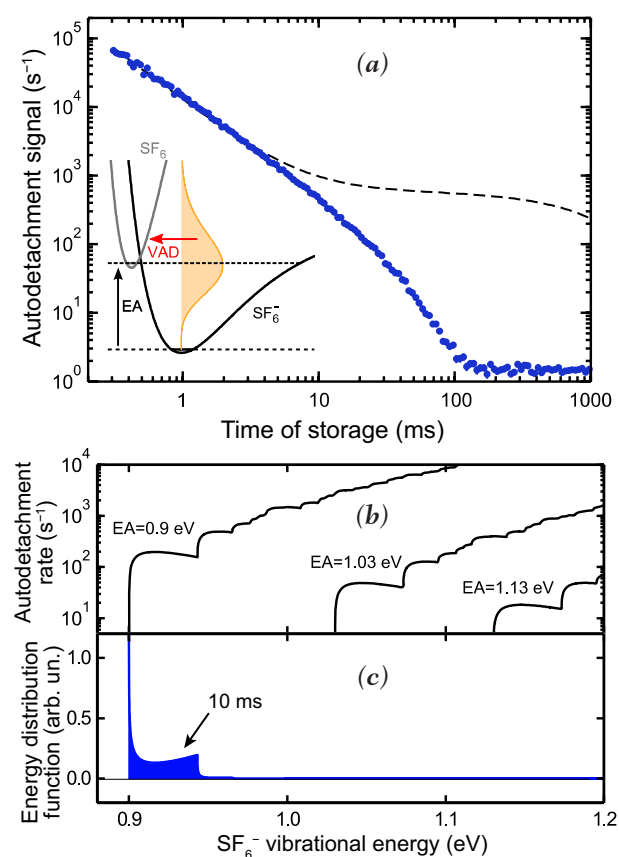 Autodetachment signal (s⁻¹)
10⁵
10⁴
10³
10²
10¹
10⁰
(a)
SF₆
VAD
EA
SF₆⁻
1
10
100
1000
Time of storage (ms)
Autodetachment
rate (s⁻¹)
10⁴
10³
10²
10¹
(b)
EA=0.9 eV
EA=1.03eV
EA=1.13 eV
Energy distribution
function (arb. un.)
1.0
0.5
0.0
(c)
10 ms
0.9
1.0
1.1
1.2
SF₆⁻ vibrational energy (eV)